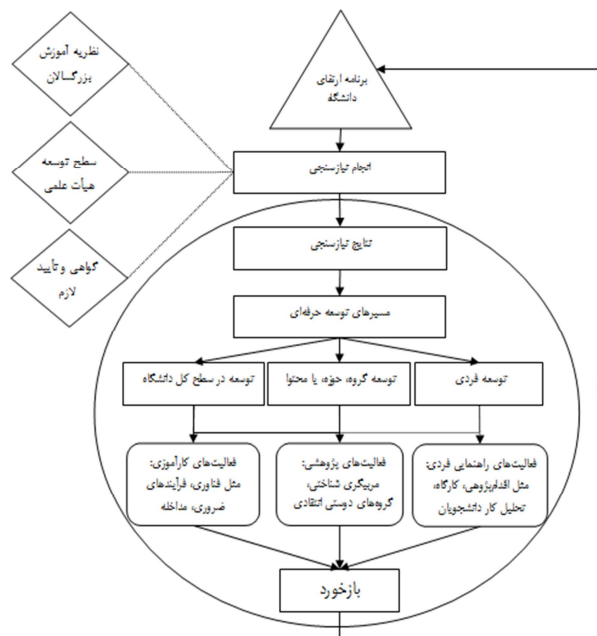 برنامه ارتقای
دانشگاه
نظریه آموزش
بزرگسالان
سطح توسعه
هیأت علمی
گواهی و تأیید
لازم
انجام نیازسنجی
نتایج نیازسنجی
مسیرهای توسعه حرفه‌ای
توسعه فردی
توسعه گروه، حوزه، یا محتوا
توسعه در سطح کل دانشگاه
فعالیت‌های راهنمایی فردی:
مثل اقدام‌پژوهی، کارگاه،
تحلیل کار دانشجویان
فعالیت‌های پژوهشی:
مربیگری شناختی،
گروه‌های دوستی انتقادی
فعالیت‌های کارآموزی:
مثل فناوری، فرآیندهای
ضروری، مداخله
بازخورد